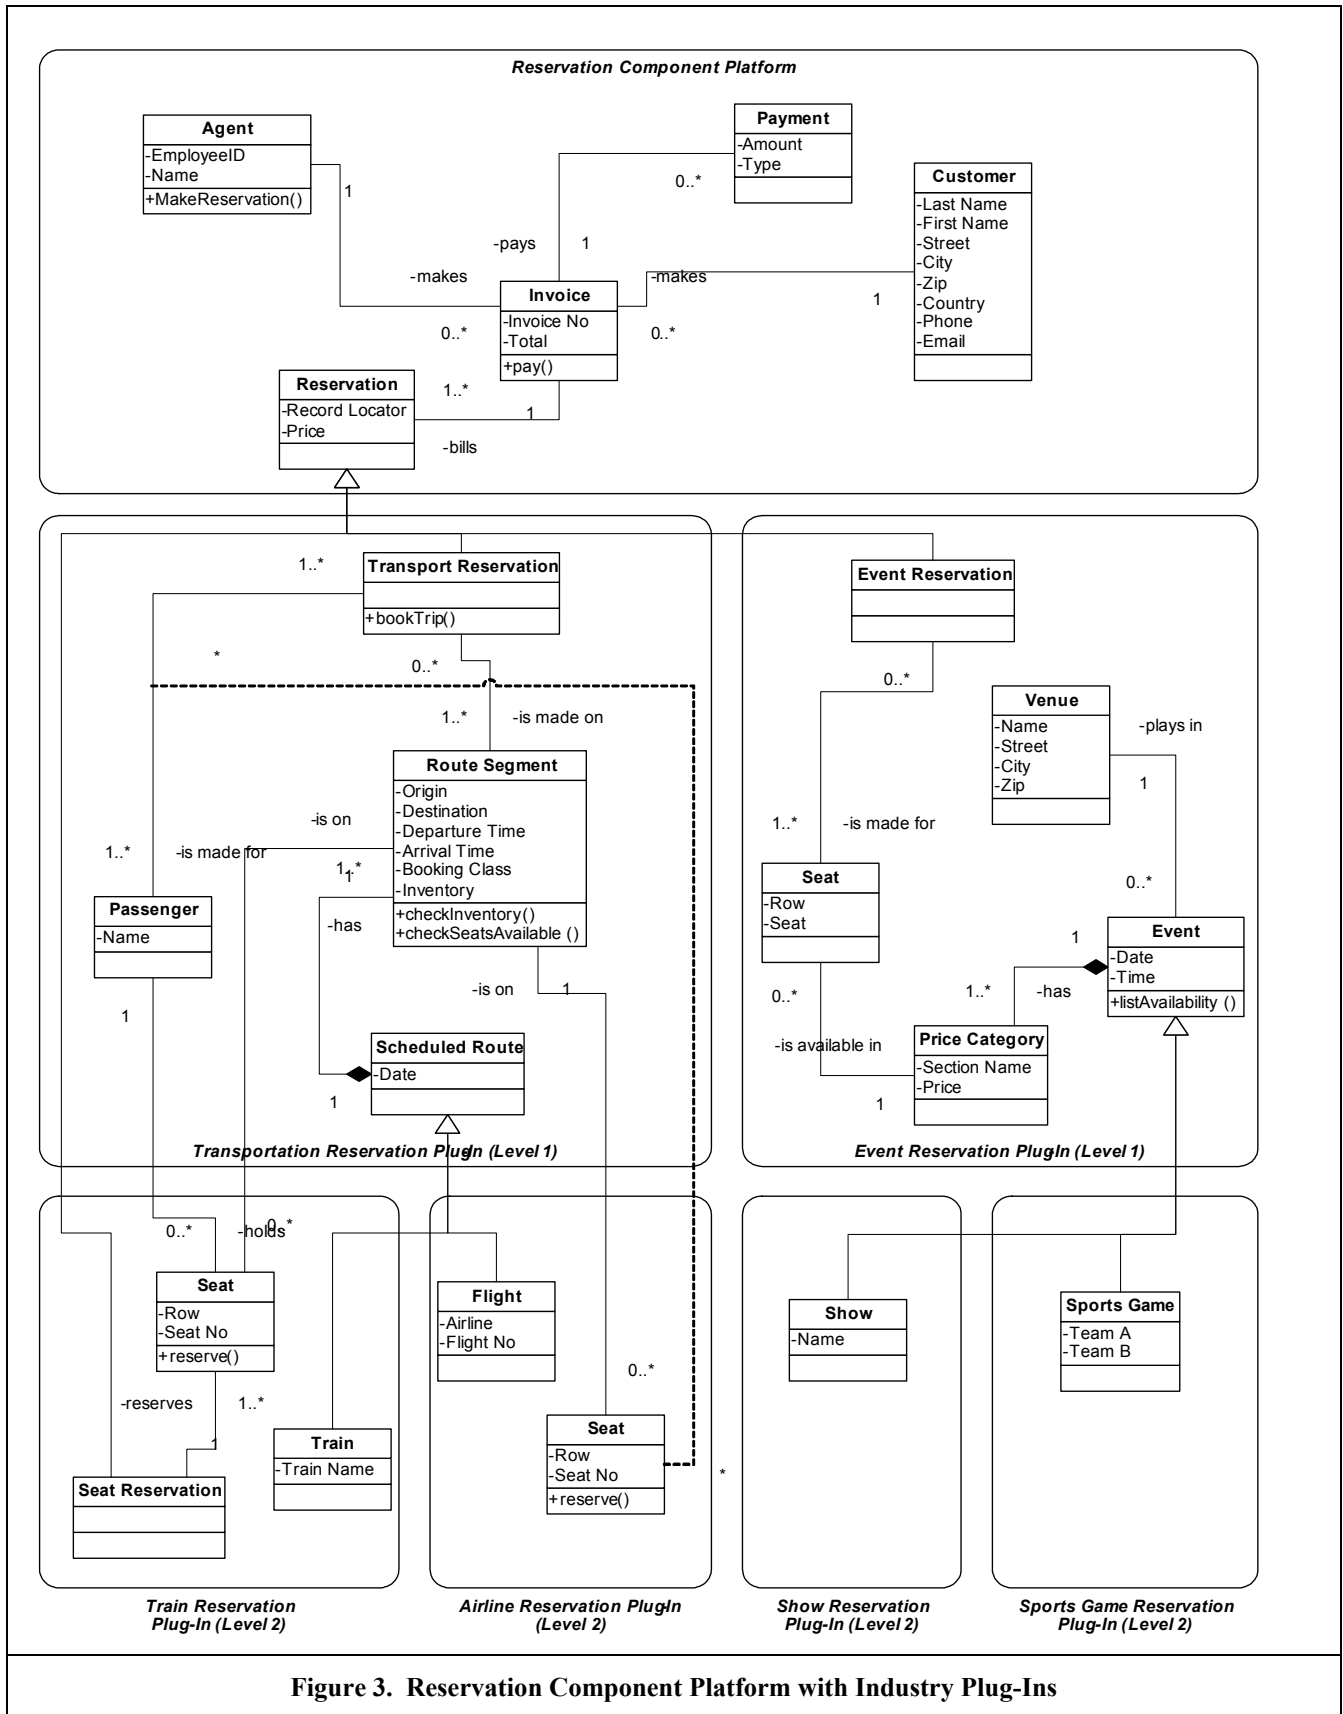 Reservation Component Platform
Agent
-EmployeeID
-Name
+MakeReservation()
1
Payment
-Amount
-Type
0..*
Customer
-Last Name
-First Name
-Street
-City
-Zip
-Country
-Phone
-Email
-pays
1
-makes
-makes
1
Invoice
-Invoice No
-Total
+pay()
0..*
0..*
Reservation
-Record Locator
-Price
1..*
1
-bills
1..*
Transport Reservation
+bookTrip()
*
0..*
1..*
-is made on
Route Segment
-Origin
-Destination
-Departure Time
-Arrival Time
-Booking Class
-Inventory
+checkInventory()
+checkSeatsAvailable ()
-is on
1..*
-is made for
1..*
1
Passenger
-Name
-has
1
-is on
1
Scheduled Route
-Date
1
Transportation Reservation Plug-In (Level 1)
Event Reservation
0..*
Venue
-Name
-Street
-City
-Zip
-plays in
1
1..*
-is made for
Seat
-Row
-Seat
0..*
1
Event
-Date
-Time
+listAvailability ()
0..*
1..*
-has
-is available in
Price Category
-Section Name
-Price
1
Event Reservation Plug-In (Level 1)
0..*
-holds
0..*
Seat
-Row
-Seat No
+reserve()
-reserves
1..*
1
Seat Reservation
Train
-Train Name
Flight
-Airline
-Flight No
0..*
Seat
-Row
-Seat No
+reserve()
*
Show
-Name
Sports Game
-Team A
-Team B
Train Reservation
Plug-In (Level 2)
Airline Reservation Plug-In
(Level 2)
Show Reservation
Plug-In (Level 2)
Sports Game Reservation
Plug-In (Level 2)
Figure 3. Reservation Component Platform with Industry Plug-Ins